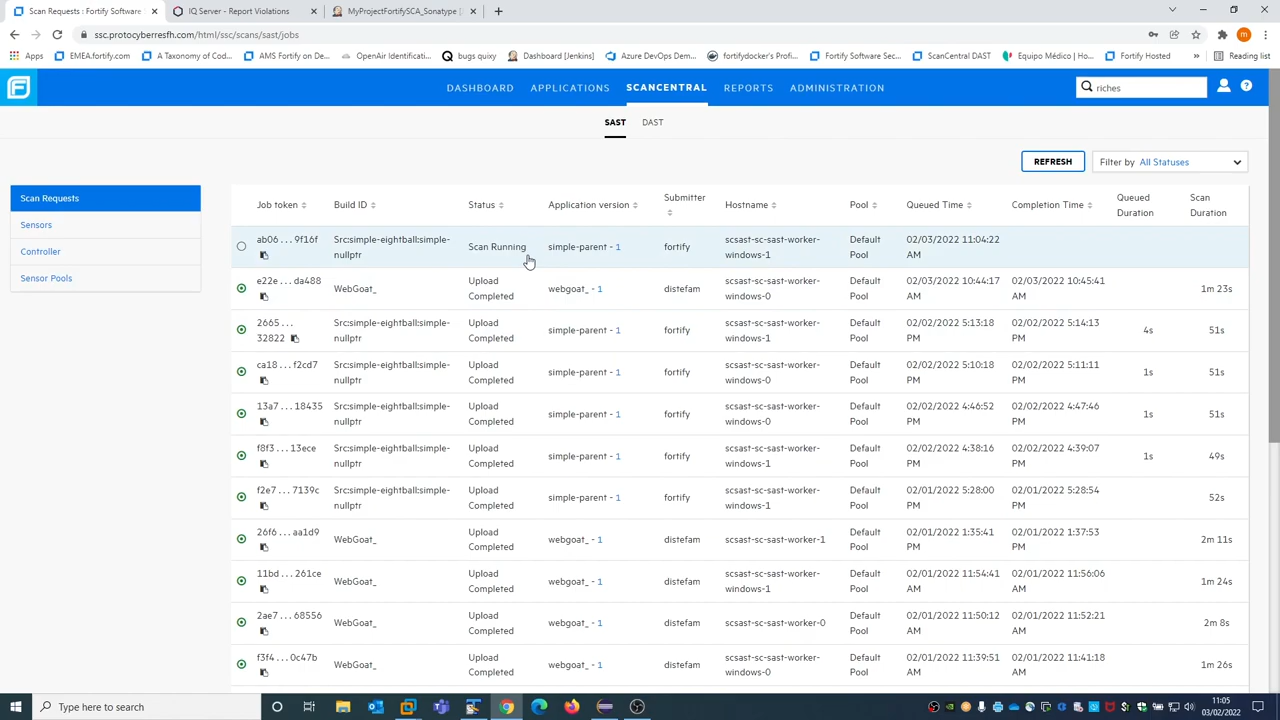 Scan Requests : Fortify Software
IQ Server - Report Violations
MyProjectFortifySCA_Sonatype [
ssc.protocyberresfh.com/html/ssc/scans/sast/jobs
Apps
EMEA.fortify.com
A Taxonomy of Cod...
AMS Fortify on De...
OpenAir Identificati...
bugs quixy
Dashboard [Jenkins]
Azure DevOps Dem...
fortifydocker's Profi...
Fortify Software Sec...
ScanCentral DAST
Equipo Médico | Ho...
Fortify Hosted
»
Reading list
DASHBOARD APPLICATIONS SCANCENTRAL REPORTS ADMINISTRATION
riches
SAST DAST
REFRESH
Filter by All Statuses
Scan Requests
Sensors
Controller
Sensor Pools
Job token Build ID Status Application version Submitter Hostname Pool Queued Time Completion Time Queued Duration Scan Duration
ab06...9f16f Src:simple-eightball:simple-nullptr Scan Running simple-parent - 1 fortify scsast-sc-sast-worker-windows-1 Default Pool 02/03/2022 11:04:22 AM
e22e...da488 WebGoat_ Upload Completed webgoat_ - 1 distefam scsast-sc-sast-worker-windows-0 Default Pool 02/03/2022 10:44:17 AM 02/03/2022 10:45:41 AM 1m 23s
2665...32822 Src:simple-eightball:simple-nullptr Upload Completed simple-parent - 1 fortify scsast-sc-sast-worker-windows-1 Default Pool 02/02/2022 5:13:18 PM 02/02/2022 5:14:13 PM 4s 51s
ca18...f2cd7 Src:simple-eightball:simple-nullptr Upload Completed simple-parent - 1 fortify scsast-sc-sast-worker-windows-0 Default Pool 02/02/2022 5:10:18 PM 02/02/2022 5:11:11 PM 1s 51s
13a7...18435 Src:simple-eightball:simple-nullptr Upload Completed simple-parent - 1 fortify scsast-sc-sast-worker-windows-0 Default Pool 02/02/2022 4:46:52 PM 02/02/2022 4:47:46 PM 1s 51s
f8f3...13ece Src:simple-eightball:simple-nullptr Upload Completed simple-parent - 1 fortify scsast-sc-sast-worker-windows-1 Default Pool 02/02/2022 4:38:16 PM 02/02/2022 4:39:07 PM 1s 49s
f2e7...7139c Src:simple-eightball:simple-nullptr Upload Completed simple-parent - 1 fortify scsast-sc-sast-worker-windows-1 Default Pool 02/01/2022 5:28:00 PM 02/01/2022 5:28:54 PM 52s
26f6...aa1d9 WebGoat_ Upload Completed webgoat_ - 1 distefam scsast-sc-sast-worker-1 Default Pool 02/01/2022 1:35:41 PM 02/01/2022 1:37:53 PM 2m 11s
11bd...261ce WebGoat_ Upload Completed webgoat_ - 1 distefam scsast-sc-sast-worker-windows-1 Default Pool 02/01/2022 11:54:41 AM 02/01/2022 11:56:06 AM 1m 24s
2ae7...68556 WebGoat_ Upload Completed webgoat_ - 1 distefam scsast-sc-sast-worker-0 Default Pool 02/01/2022 11:50:12 AM 02/01/2022 11:52:21 AM 2m 8s
f3f4...0c47b WebGoat_ Upload Completed webgoat_ - 1 distefam scsast-sc-sast-worker-windows-0 Default Pool 02/01/2022 11:39:51 AM 02/01/2022 11:41:18 AM 1m 26s
Type here to search
11:05
03/02/2022